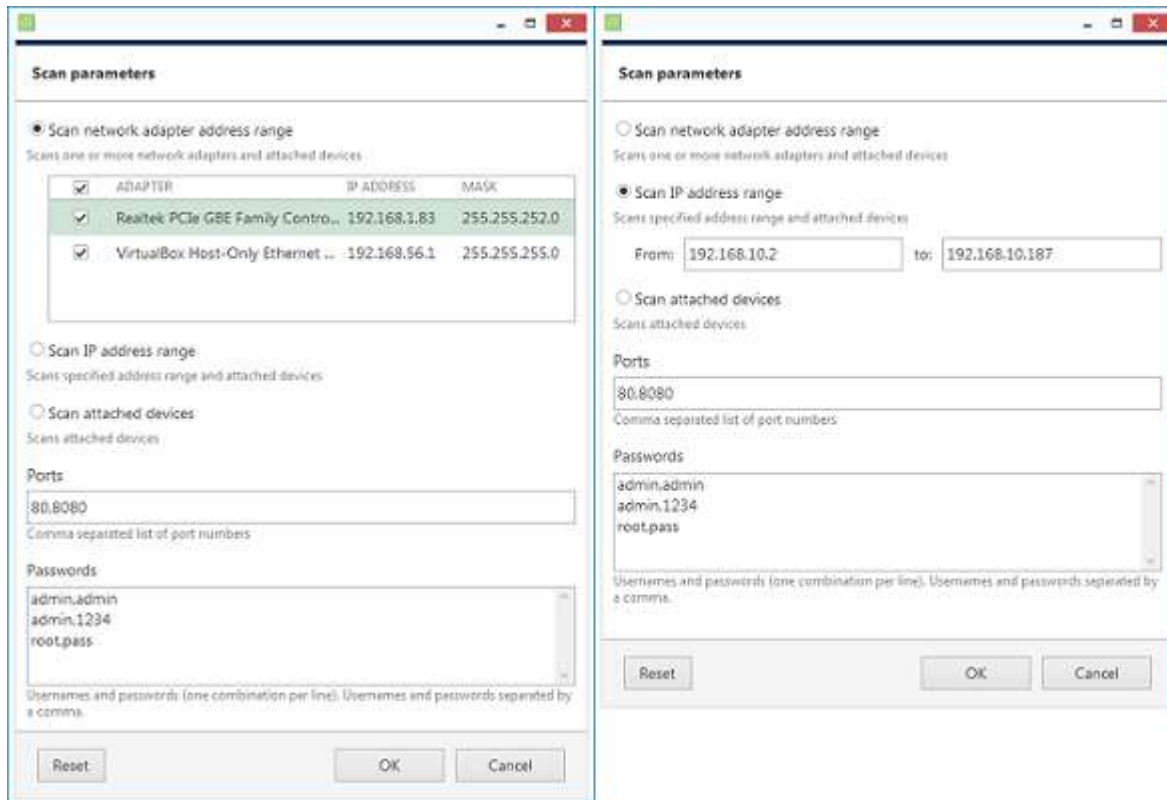 Scan parameters
Scan network adapter address range
Scans one or more network adapters and attached devices
ADAPTER IP ADDRESS MASK
Realtek PCIe GBE Family Contro... 192.168.1.83 255.255.252.0
VirtualBox Host-Only Ethernet ... 192.168.56.1 255.255.255.0
Scan IP address range
Scans specified address range and attached devices
Scan attached devices
Scans attached devices
Ports
80,8080
Comma separated list of port numbers
Passwords
admin,admin
admin,1234
root,pass
Usernames and passwords (one combination per line). Usernames and passwords separated by
a comma.
Reset OK Cancel
Scan parameters
Scan network adapter address range
Scans one or more network adapters and attached devices
Scan IP address range
Scans specified address range and attached devices
From: 192.168.10.2 to: 192.168.10.187
Scan attached devices
Scans attached devices
Ports
80,8080
Comma separated list of port numbers
Passwords
admin,admin
admin,1234
root,pass
Usernames and passwords (one combination per line). Usernames and passwords separated by
a comma.
Reset OK Cancel